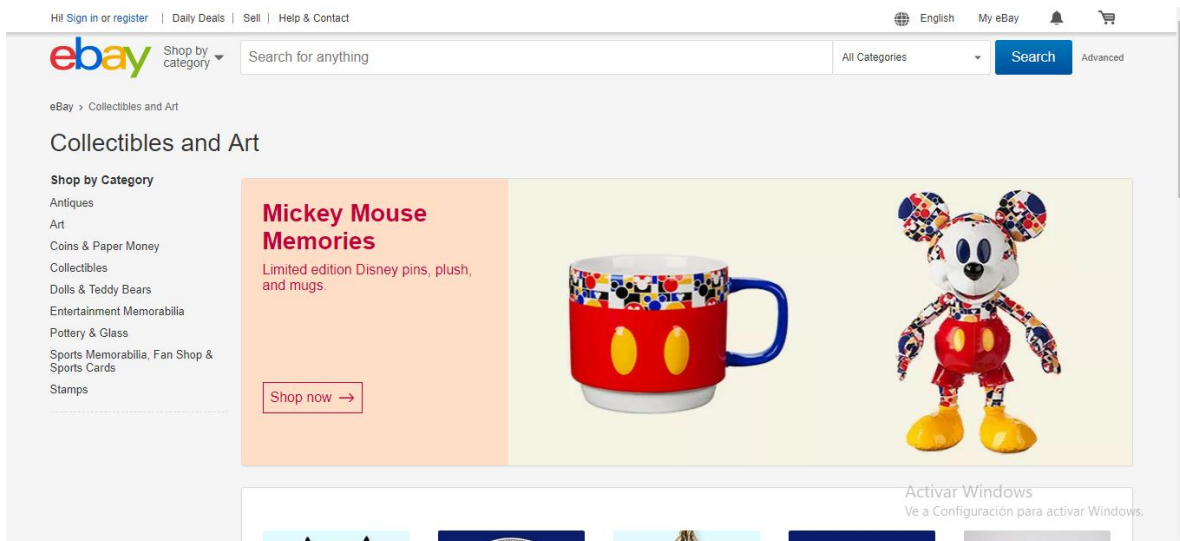 Hi! Sign in or register | Daily Deals | Sell | Help & Contact
English My eBay
ebay
Shop by
category
Search for anything
All Categories
Search
Advanced
eBay > Collectibles and Art
Collectibles and Art
Shop by Category
Antiques
Art
Coins & Paper Money
Collectibles
Dolls & Teddy Bears
Entertainment Memorabilia
Pottery & Glass
Sports Memorabilia, Fan Shop &
Sports Cards
Stamps
Mickey Mouse
Memories
Limited edition Disney pins, plush,
and mugs.
Shop now →
Activar Windows
Ve a Configuración para activar Windows.